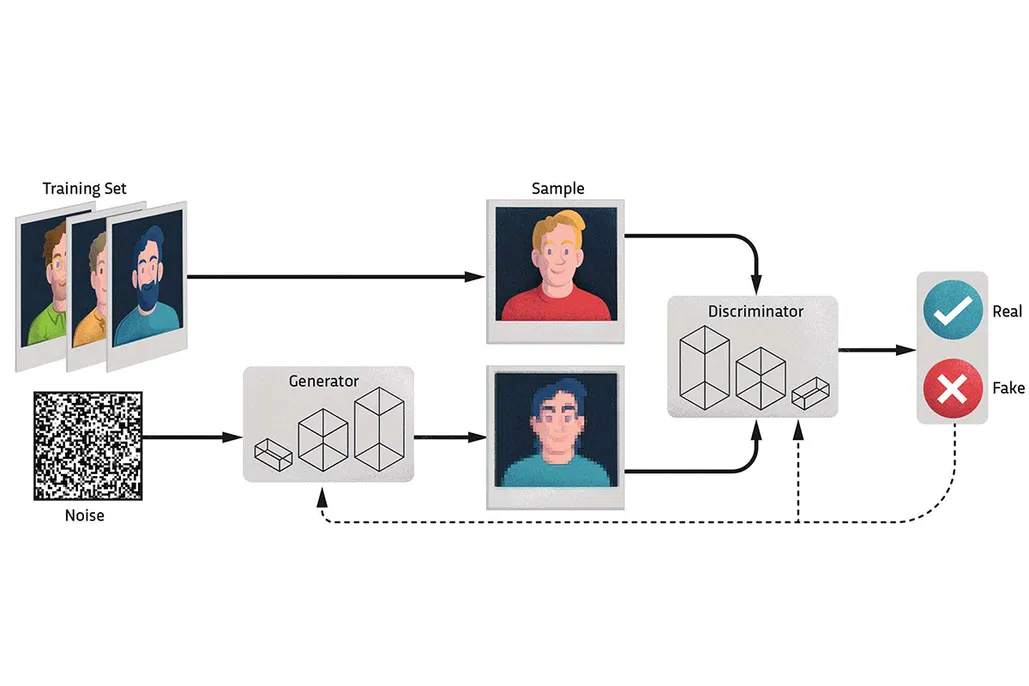 Training Set
Sample
Discriminator
Real
Generator
Fake
Noise